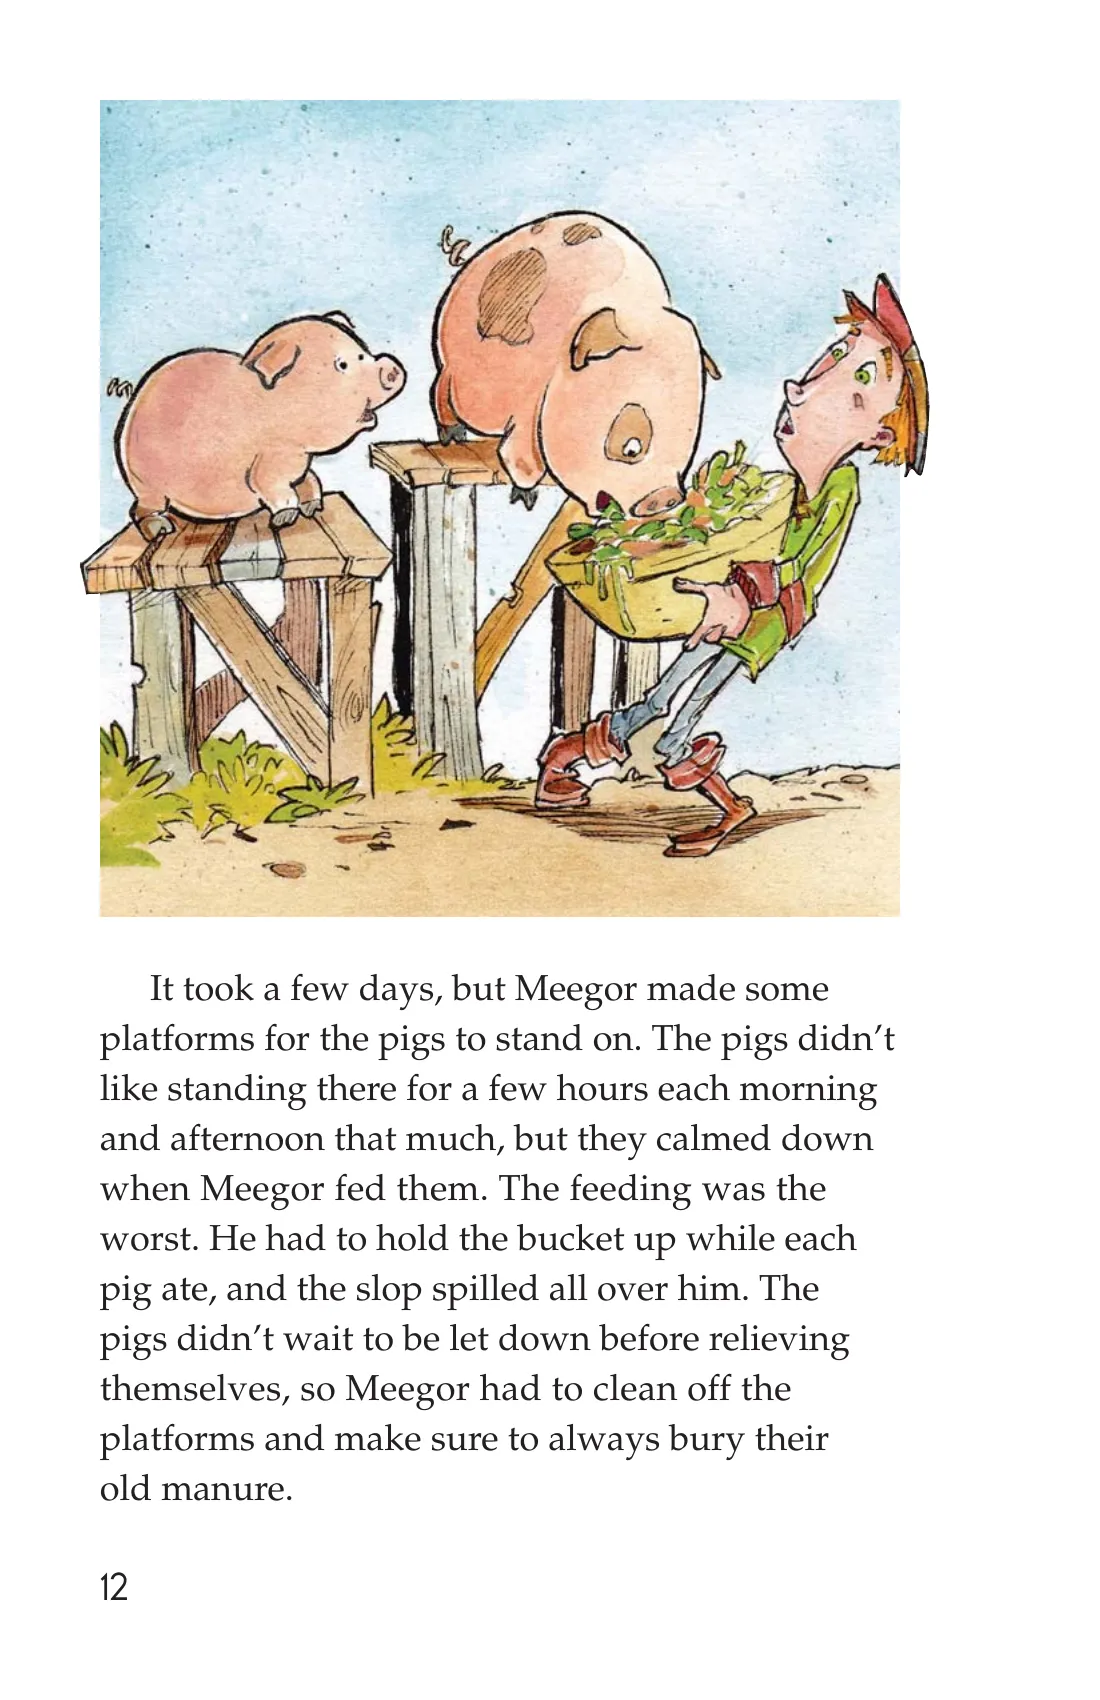 It took a few days, but Meegor made some
platforms for the pigs to stand on. The pigs didn’t
like standing there for a few hours each morning
and afternoon that much, but they calmed down
when Meegor fed them. The feeding was the
worst. He had to hold the bucket up while each
pig ate, and the slop spilled all over him. The
pigs didn’t wait to be let down before relieving
themselves, so Meegor had to clean off the
platforms and make sure to always bury their
old manure.
12